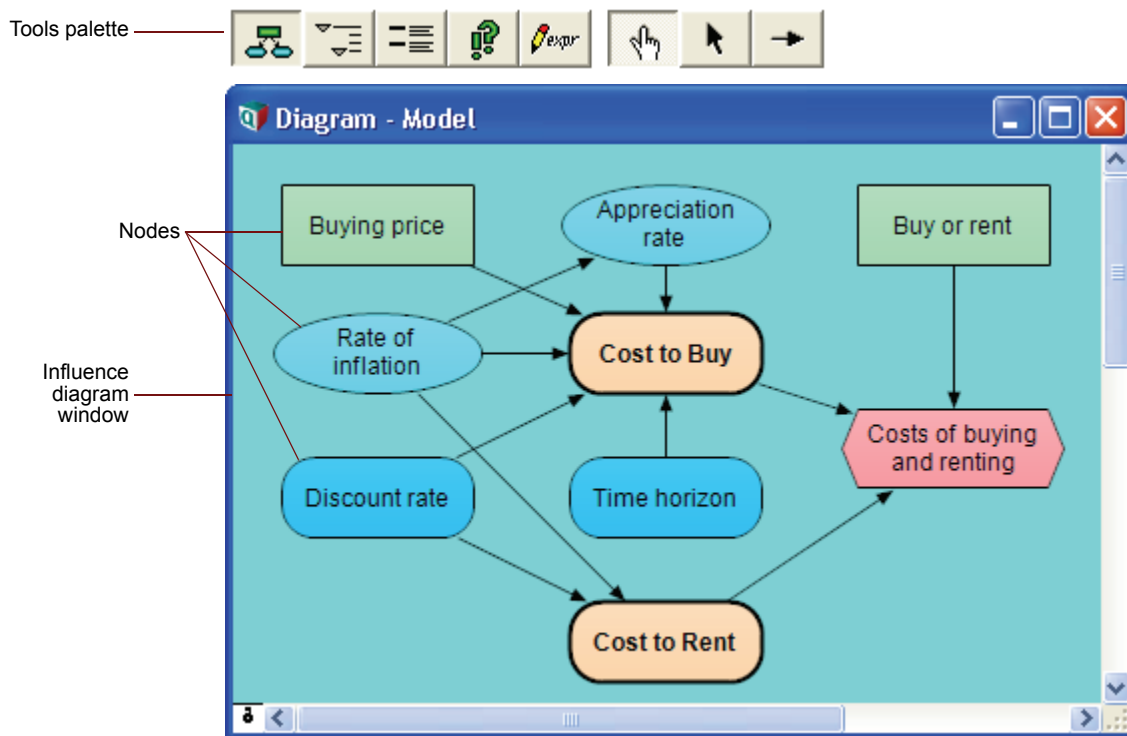 Tools palette
expr
Diagram - Model
Nodes
Influence
diagram
window
Buying price
Appreciation
rate
Buy or rent
Rate of
inflation
Cost to Buy
Costs of buying
and renting
Discount rate
Time horizon
Cost to Rent